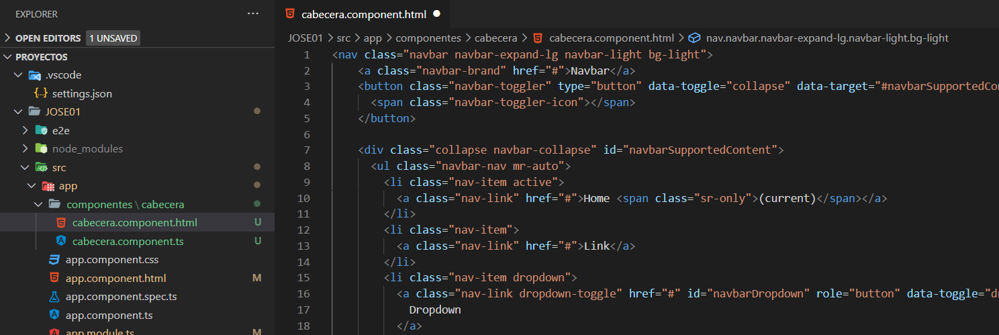 EXPLORER
···
OPEN EDITORS 1 UNSAVED
PROYECTOS
.vscode
settings.json
JOSE01
e2e
node_modules
src
app
componentes \ cabecera
cabecera.component.html U
cabecera.component.ts U
app.component.css
app.component.html M
app.component.spec.ts
app.component.ts
app.module.ts M
cabecera.component.html
JOSE01 > src > app > componentes > cabecera > cabecera.component.html > nav.navbar.navbar-expand-lg.navbar-light.bg-light
1 <nav class="navbar navbar-expand-lg navbar-light bg-light">
2 <a class="navbar-brand" href="#">Navbar</a>
3 <button class="navbar-toggler" type="button" data-toggle="collapse" data-target="#navbarSupportedCo
4 <span class="navbar-toggler-icon"></span>
5 </button>
6
7 <div class="collapse navbar-collapse" id="navbarSupportedContent">
8 <ul class="navbar-nav mr-auto">
9 <li class="nav-item active">
10 <a class="nav-link" href="#">Home <span class="sr-only">(current)</span></a>
11 </li>
12 <li class="nav-item">
13 <a class="nav-link" href="#">Link</a>
14 </li>
15 <li class="nav-item dropdown">
16 <a class="nav-link dropdown-toggle" href="#" id="navbarDropdown" role="button" data-toggle="d
17 Dropdown
18 </a>